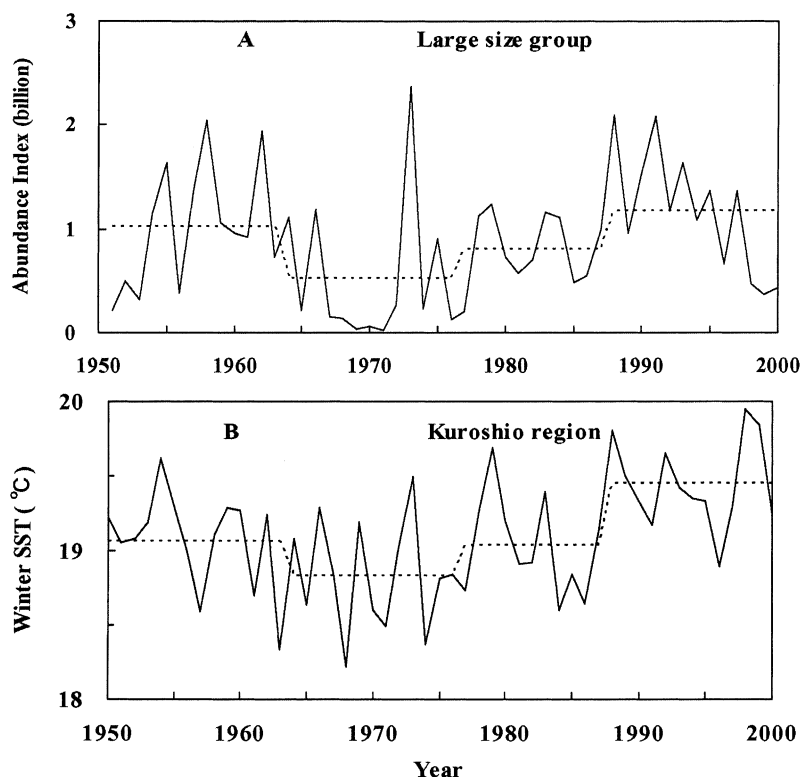 A Large size group
Abundance Index (billion)
3
2
1
0
1950 1960 1970 1980 1990 2000
B Kuroshio region
Winter SST ( ℃)
20
19
18
1950 1960 1970 1980 1990 2000
Year